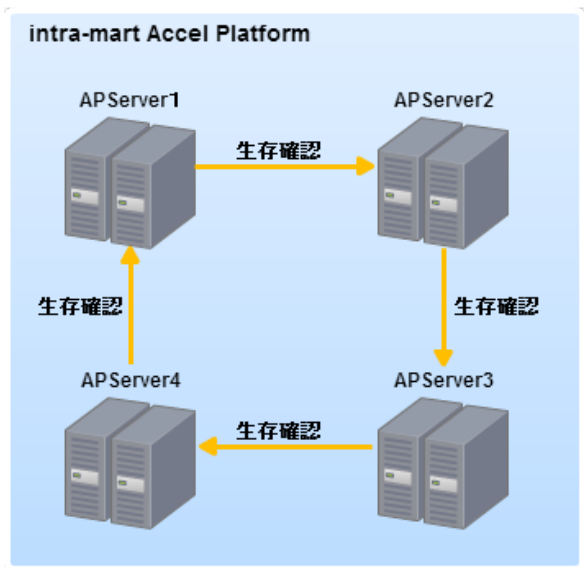 intra-mart Accel Platform
APServer1
APServer2
生存確認
生存確認
生存確認
APServer4
APServer3
生存確認